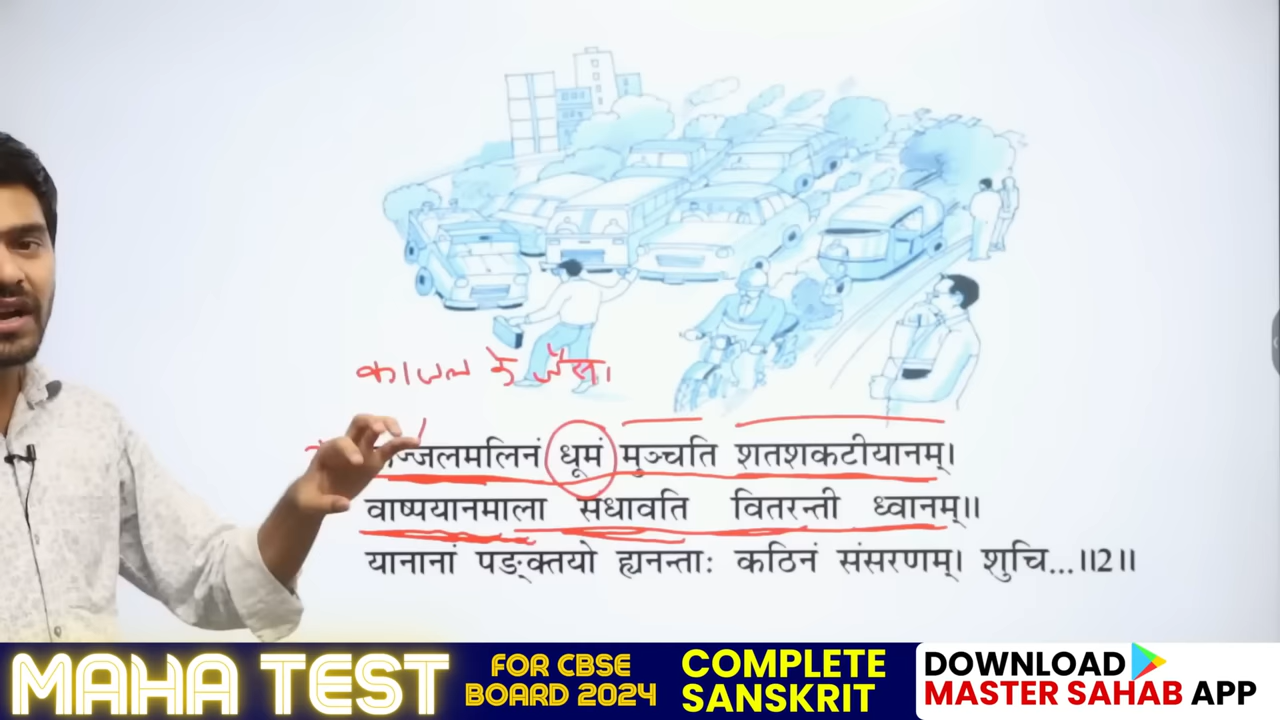 काजल के जैसा।
ज्जलमलिनं धूमं मुञ्चति शतशकटीयानम्।
वाष्पयानमाला संधावति वितरन्ती ध्वानम्॥
यानानां पङ्क्तयो ह्यनन्ताः कठिनं संसरणम्। शुचि...॥2॥
MAHA TEST
FOR CBSE
BOARD 2024
COMPLETE
SANSKRIT
DOWNLOAD
MASTER SAHAB APP